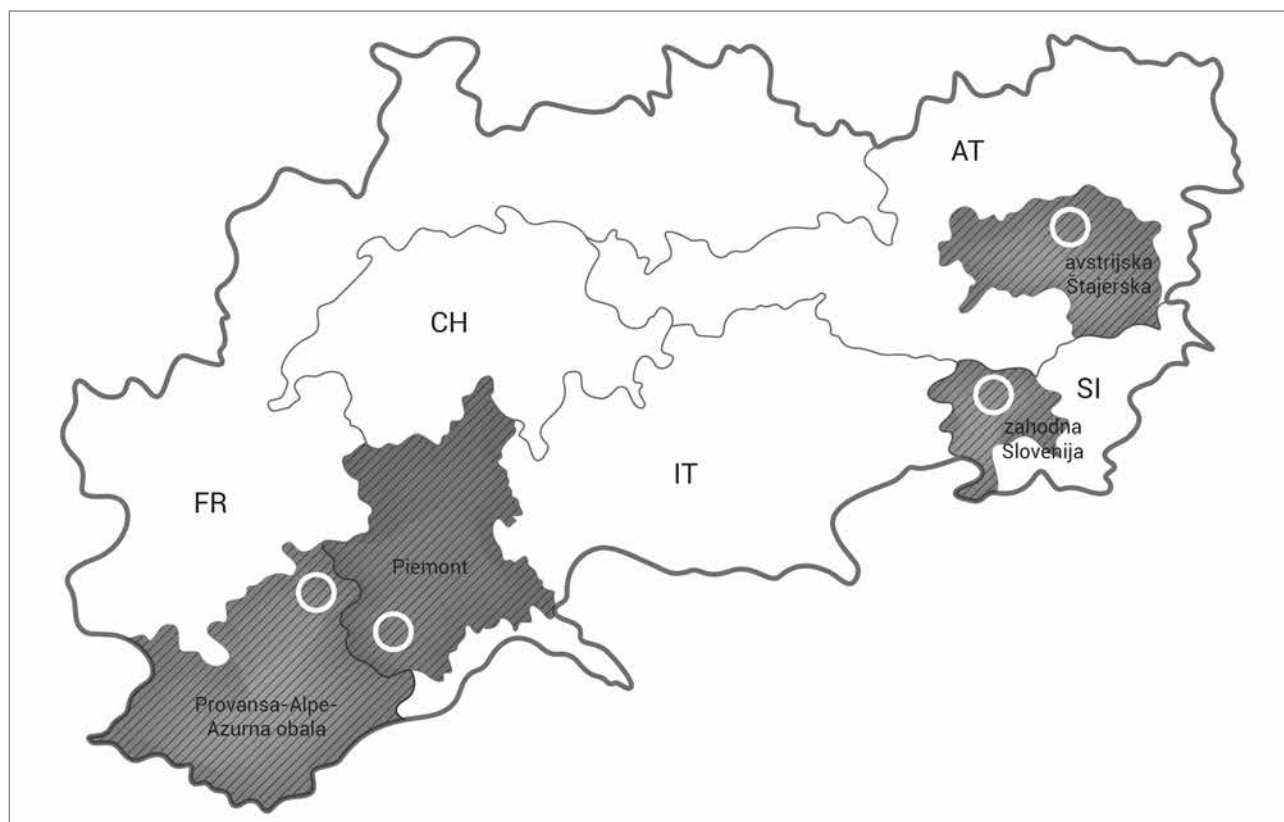 AT
avstrijska
Štajerska
CH
SI
zahodna
Slovenija
IT
FR
Piemont
Provansa-Alpe-
Azurna obala